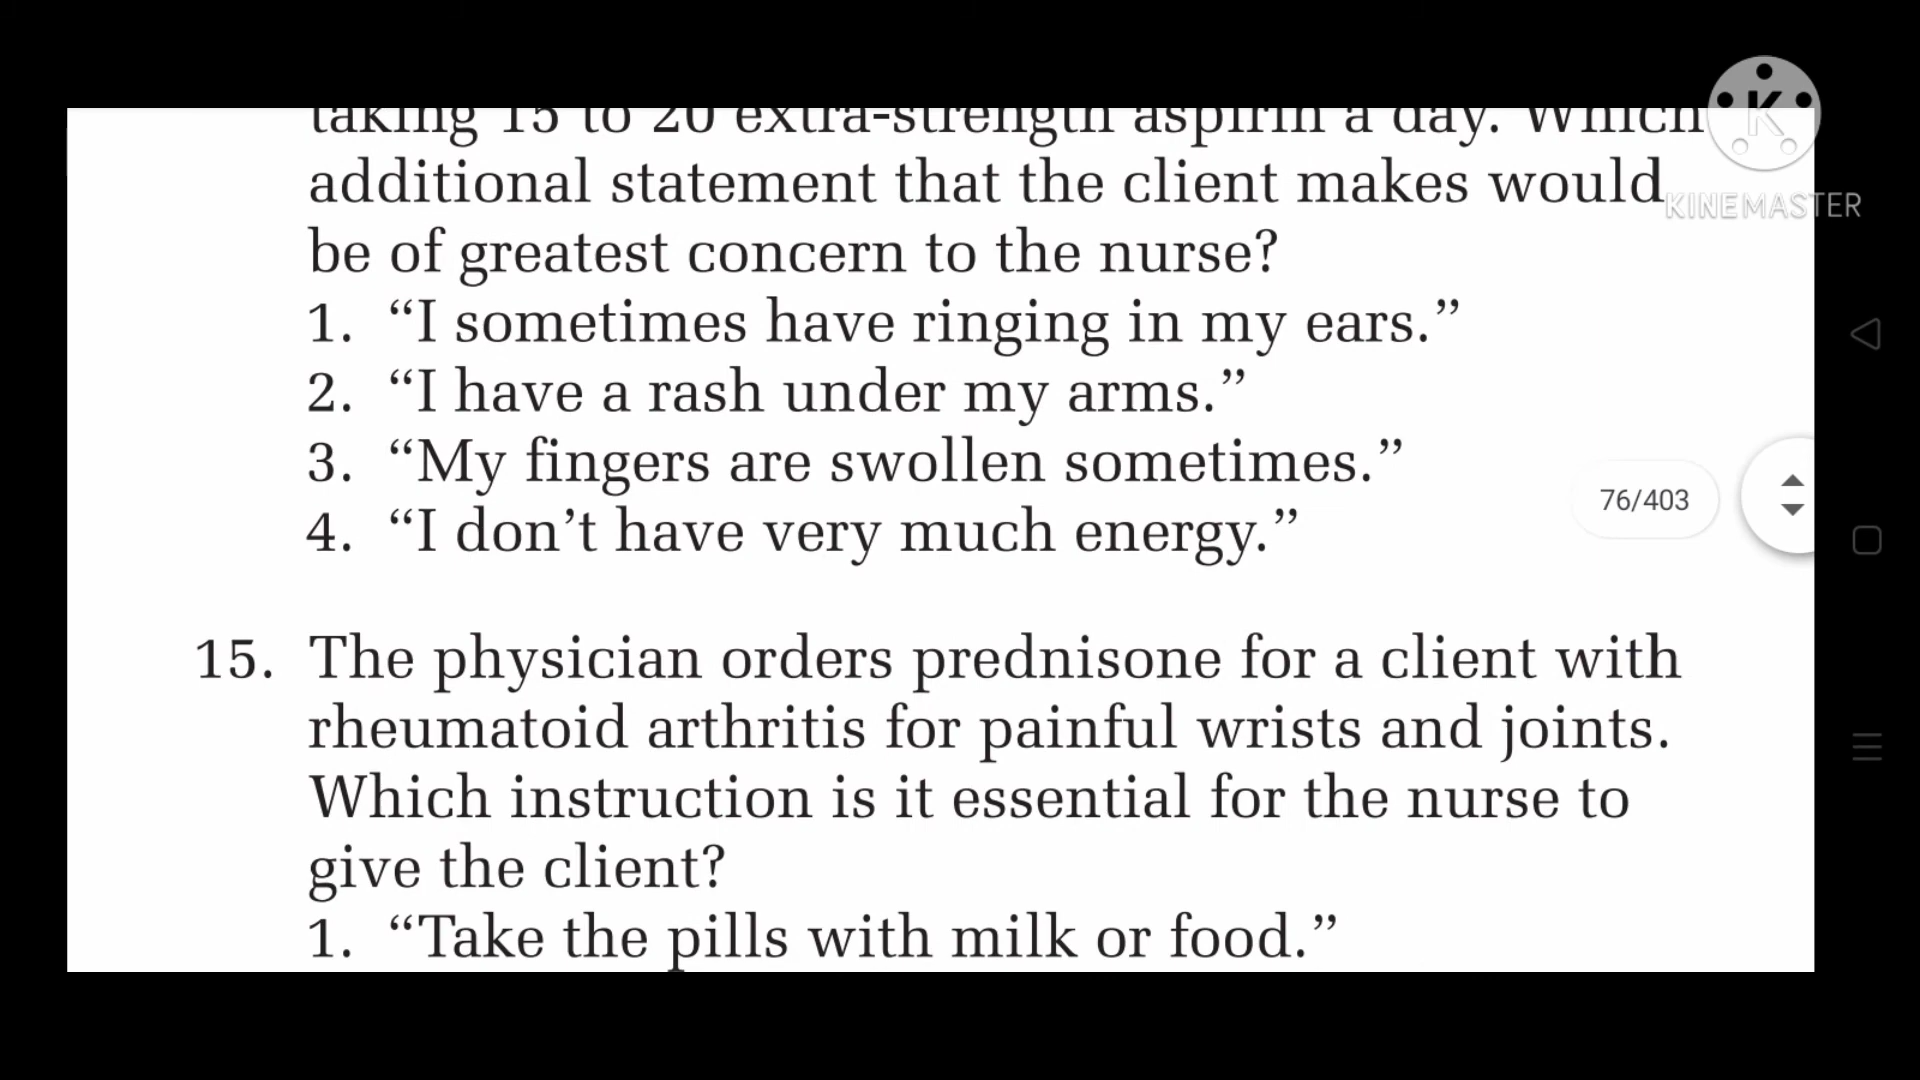 taking 15 to 20 extra-strength aspirin a day. Which
additional statement that the client makes would
be of greatest concern to the nurse?
1. “I sometimes have ringing in my ears.”
2. “I have a rash under my arms.”
3. “My fingers are swollen sometimes.”
4. “I don’t have very much energy.”
15. The physician orders prednisone for a client with
rheumatoid arthritis for painful wrists and joints.
Which instruction is it essential for the nurse to
give the client?
1. “Take the pills with milk or food.”
76/403
K
KINEMASTER